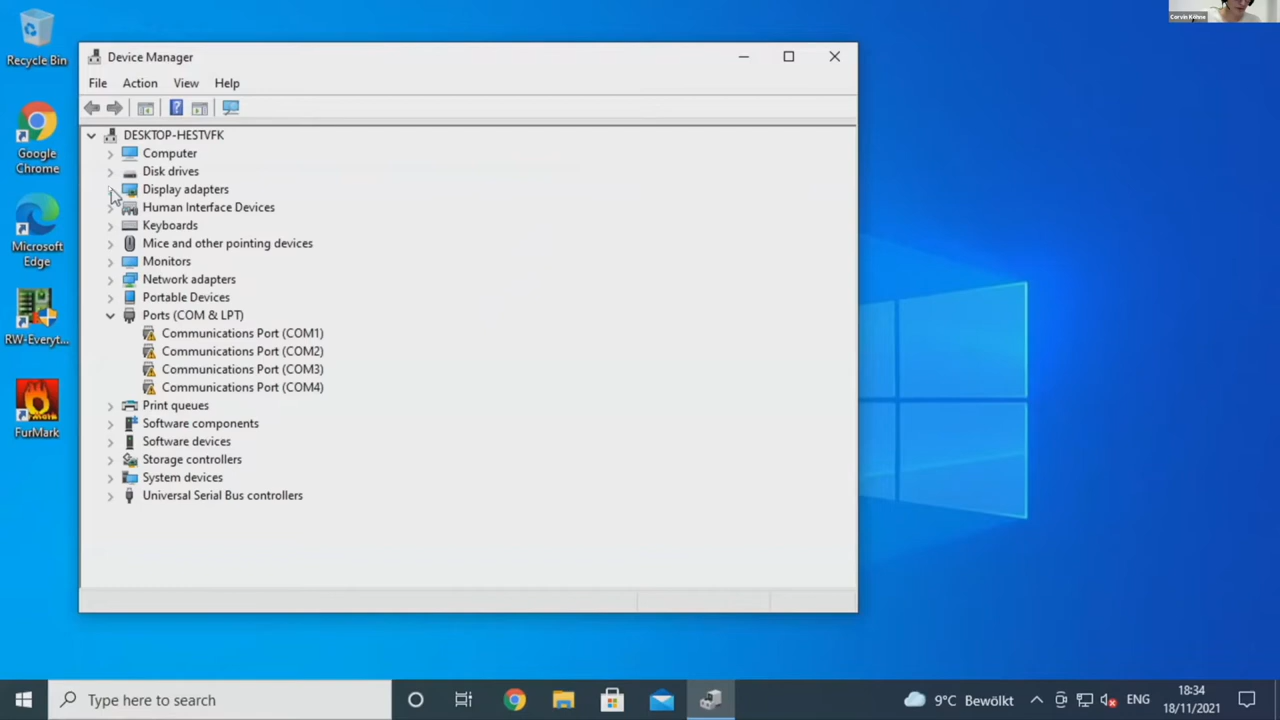 Corvin Köhne
Recycle Bin
Google
Chrome
Microsoft
Edge
RW-Everyt...
FurMark
Device Manager
File Action View Help
DESKTOP-HESTVFK
Computer
Disk drives
Display adapters
Human Interface Devices
Keyboards
Mice and other pointing devices
Monitors
Network adapters
Portable Devices
Ports (COM & LPT)
Communications Port (COM1)
Communications Port (COM2)
Communications Port (COM3)
Communications Port (COM4)
Print queues
Software components
Software devices
Storage controllers
System devices
Universal Serial Bus controllers
Type here to search
9°C Bewölkt
ENG
18:34
18/11/2021